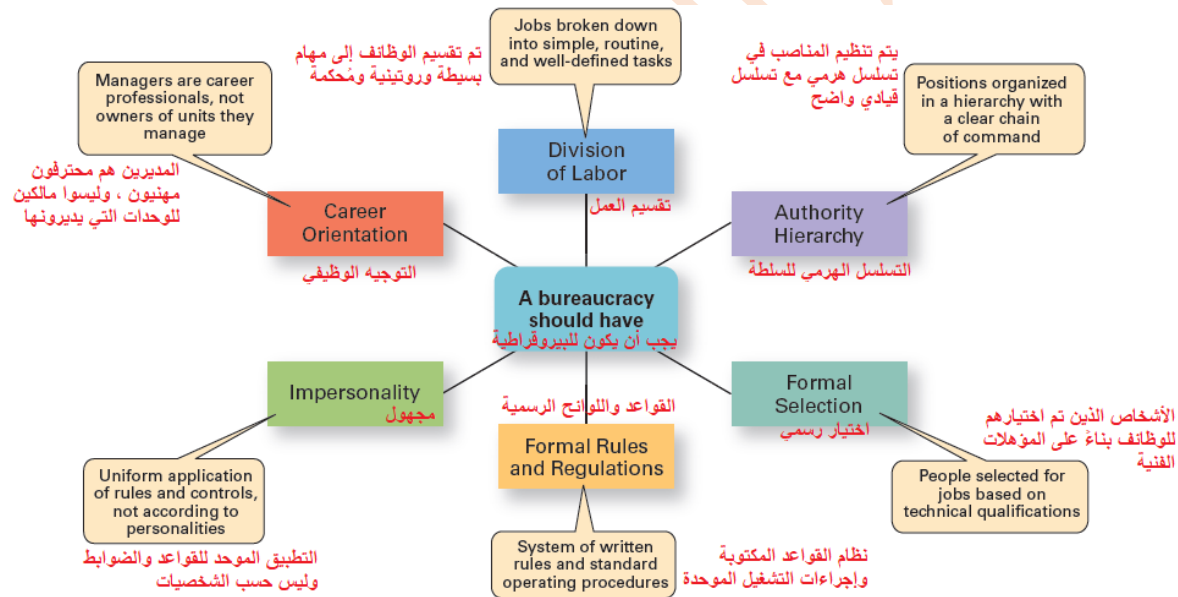 Jobs broken down
into simple, routine,
and well-defined tasks
تم تقسيم الوظائف إلى مهام
بسيطة وروتينية ومُحكمة
Managers are career
professionals, not
owners of units they
manage
المديرين هم محترفون
مهنيون ، وليسوا مالكين
للوحدات التي يديرونها
يتم تنظيم المناصب في
تسلسل هرمي مع تسلسل
قيادي واضح
Positions organized
in a hierarchy with
a clear chain
of command
Division
of Labor
تقسيم العمل
Career
Orientation
التوجيه الوظيفي
Authority
Hierarchy
التسلسل الهرمي للسلطة
A bureaucracy
should have
يجب أن يكون للبيروقراطية
Impersonality
مجهول
القواعد واللوائح الرسمية
Formal Rules
and Regulations
Formal
Selection
اختيار رسمي
الأشخاص الذين تم اختيارهم
للوظائف بناءً على المؤهلات
الفنية
Uniform application
of rules and controls,
not according to
personalities
التطبيق الموحد للقواعد والضوابط
وليس حسب الشخصيات
System of written
rules and standard
operating procedures
نظام القواعد المكتوبة
وإجراءات التشغيل الموحدة
People selected for
jobs based on
technical qualifications